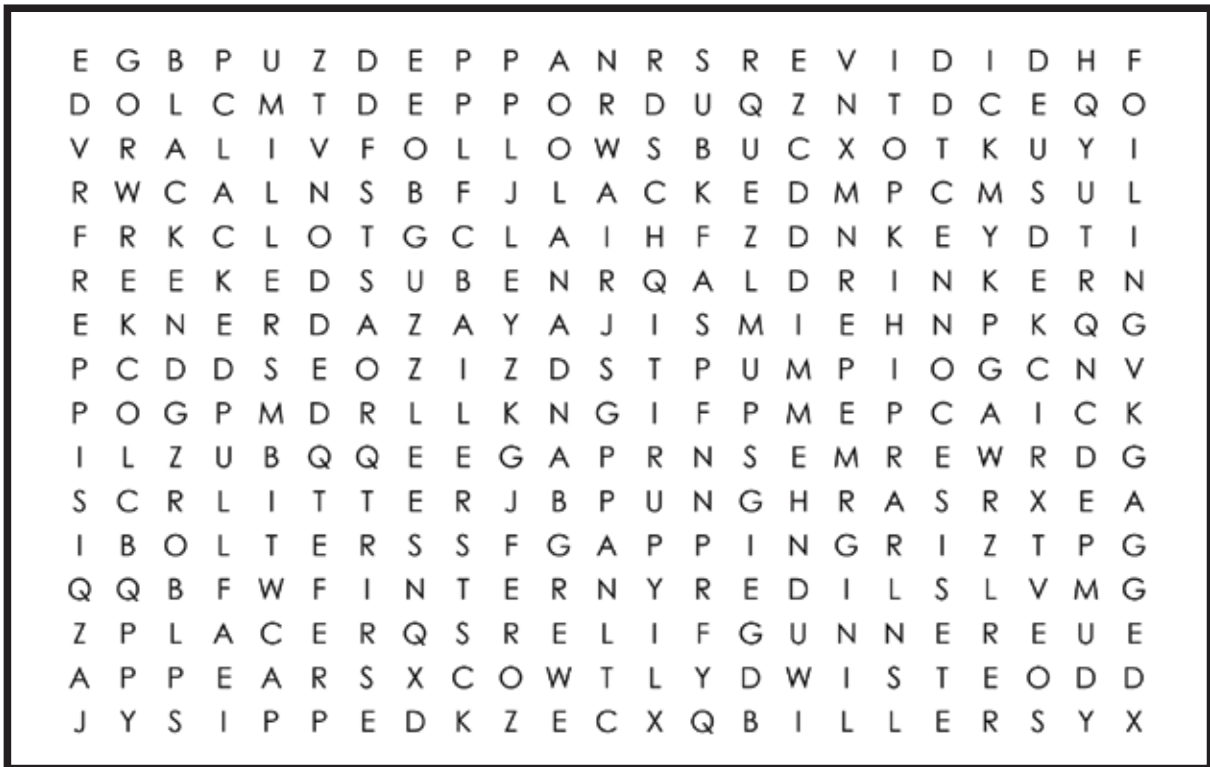 E G B P U Z D E P P A N R S R E V I D I D H F
D O L C M T D E P P O R D U Q Z N T D C E Q O
V R A L I V F O L L O W S B U C X O T K U Y I
R W C A L N S B F J L A C K E D M P C M S U L
F R K C L O T G C L A I H F Z D N K E Y D T I
R E E K E D S U B E N R Q A L D R I N K E R N
E K N E R D A Z A Y A J I S M I E H N P K Q G
P C D D S E O Z I Z D S T P U M P I O G C N V
P O G P M D R L L K N G I F P M E P C A I C K
I L Z U B Q Q E E G A P R N S E M R E W R D G
S C R L I T T E R J B P U N G H R A S R X E A
I B O L T E R S S F G A P P I N G R I Z T P G
Q Q B F W F I N T E R N Y R E D I L S L V M G
Z P L A C E R Q S R E L I F G U N N E R E U E
A P P E A R S X C O W T L Y D W I S T E O D D
J Y S I P P E D K Z E C X Q B I L L E R S Y X